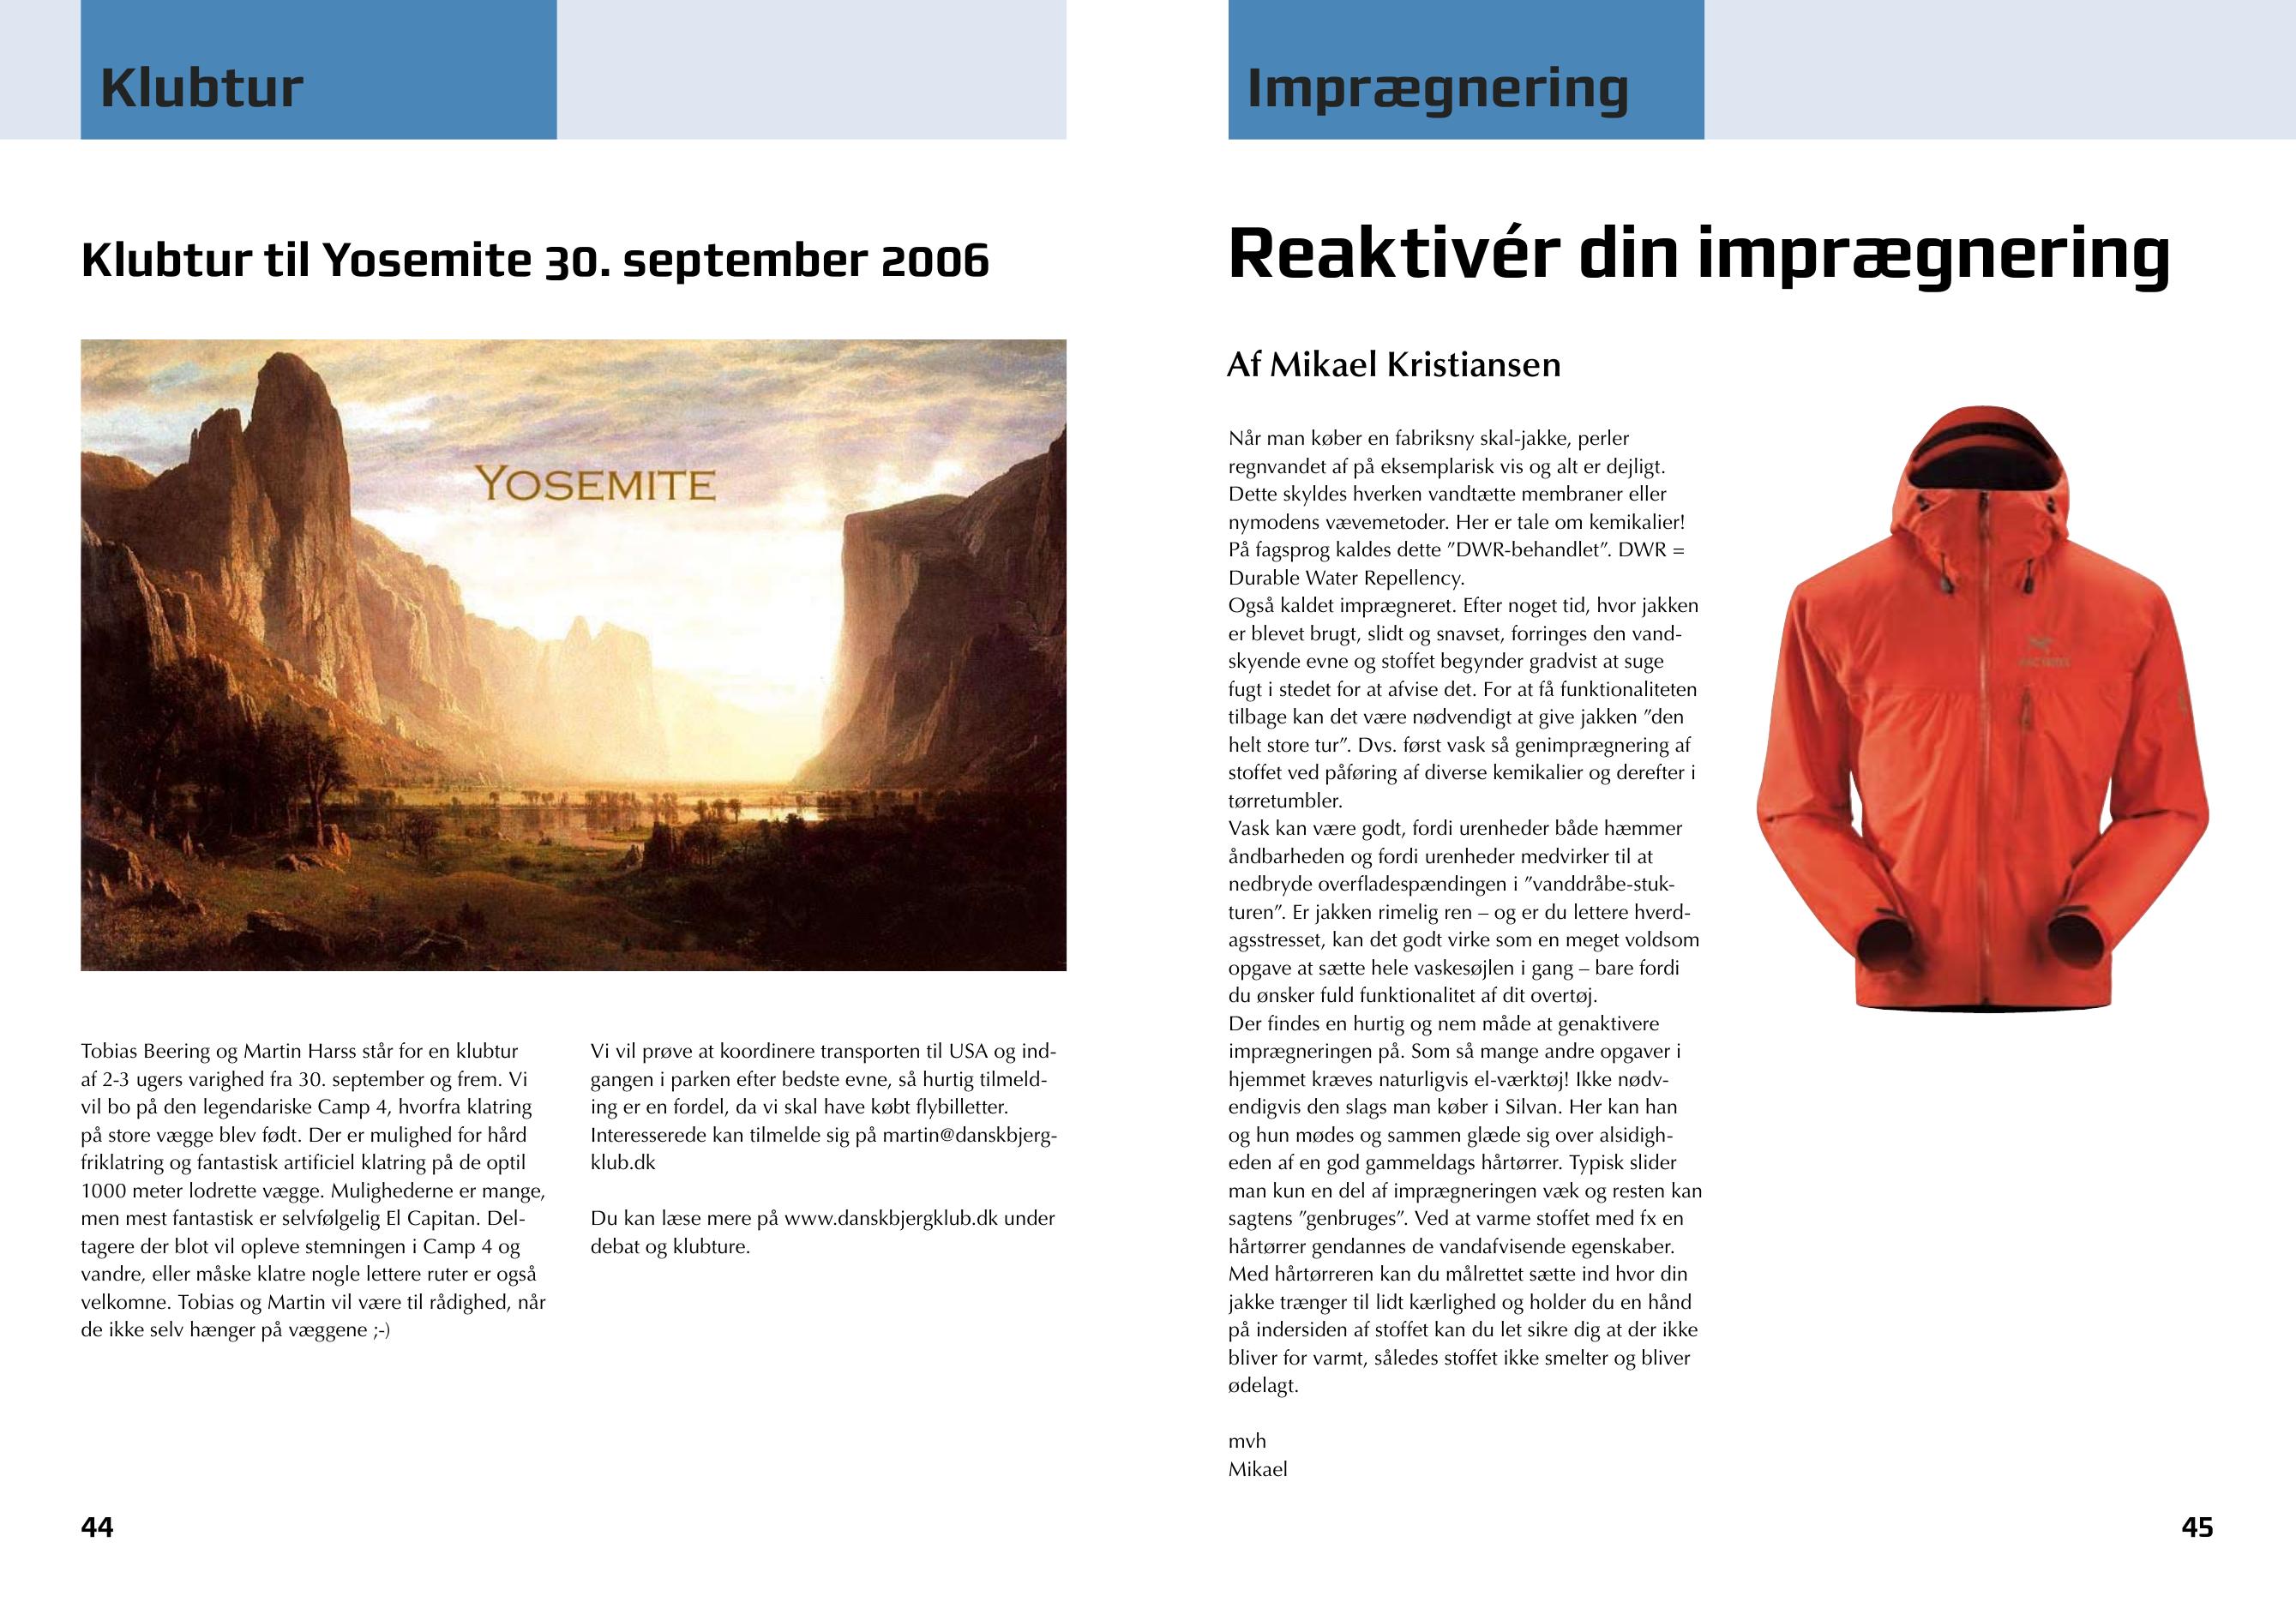 Klubtur
Klubtur til Yosemite 30. september 2006
YOSEMITE
Tobias Beering og Martin Harss står for en klubtur
af 2-3 ugers varighed fra 30. september og frem. Vi
vil bo på den legendariske Camp 4, hvorfra klatring
på store vægge blev født. Der er mulighed for hård
friklatring og fantastisk artificiel klatring på de optil
1000 meter lodrette vægge. Mulighederne er mange,
men mest fantastisk er selvfølgelig El Capitan. Del-
tagere der blot vil opleve stemningen i Camp 4 og
vandre, eller måske klatre nogle lettere ruter er også
velkomne. Tobias og Martin vil være til rådighed, når
de ikke selv hænger på væggene ;-)
Vi vil prøve at koordinere transporten til USA og ind-
gangen i parken efter bedste evne, så hurtig tilmeld-
ing er en fordel, da vi skal have købt flybilletter.
Interesserede kan tilmelde sig på martin@danskbjerg-
klub.dk
Du kan læse mere på www.danskbjergklub.dk under
debat og klubture.
44
Imprægnering
Reaktivér din imprægnering
Af Mikael Kristiansen
Når man køber en fabriksny skal-jakke, perler
regnvandet af på eksemplarisk vis og alt er dejligt.
Dette skyldes hverken vandtætte membraner eller
nymodens vævemetoder. Her er tale om kemikalier!
På fagsprog kaldes dette ”DWR-behandlet”. DWR =
Durable Water Repellency.
Også kaldet imprægneret. Efter noget tid, hvor jakken
er blevet brugt, slidt og snavset, forringes den vand-
skyende evne og stoffet begynder gradvist at suge
fugt i stedet for at afvise det. For at få funktionaliteten
tilbage kan det være nødvendigt at give jakken ”den
helt store tur”. Dvs. først vask så genimprægnering af
stoffet ved påføring af diverse kemikalier og derefter i
tørretumbler.
Vask kan være godt, fordi urenheder både hæmmer
åndbarheden og fordi urenheder medvirker til at
nedbryde overfladespændingen i ”vanddråbe-stuk-
turen”. Er jakken rimelig ren – og er du lettere hverd-
agsstresset, kan det godt virke som en meget voldsom
opgave at sætte hele vaskesøjlen i gang – bare fordi
du ønsker fuld funktionalitet af dit overtøj.
Der findes en hurtig og nem måde at genaktivere
imprægneringen på. Som så mange andre opgaver i
hjemmet kræves naturligvis el-værktøj! Ikke nødv-
endigvis den slags man køber i Silvan. Her kan han
og hun mødes og sammen glæde sig over alsidigh-
eden af en god gammeldags hårtørrer. Typisk slider
man kun en del af imprægneringen væk og resten kan
sagtens ”genbruges”. Ved at varme stoffet med fx en
hårtørrer gendannes de vandafvisende egenskaber.
Med hårtørreren kan du målrettet sætte ind hvor din
jakke trænger til lidt kærlighed og holder du en hånd
på indersiden af stoffet kan du let sikre dig at der ikke
bliver for varmt, således stoffet ikke smelter og bliver
ødelagt.
mvh
Mikael
45